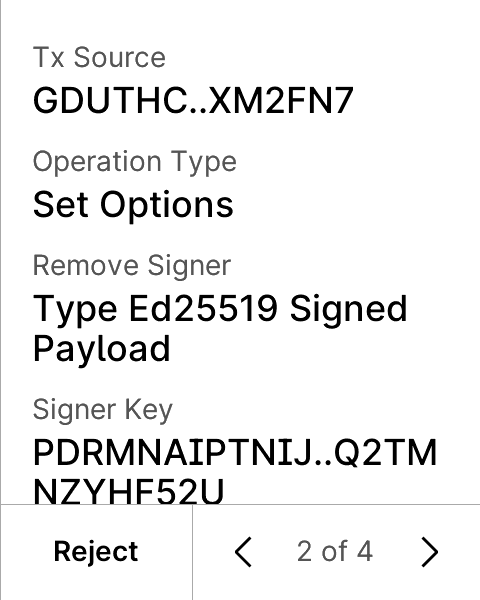 Tx Source
GDUTHC..XM2FN7
Operation Type
Set Options
Remove Signer
Type Ed25519 Signed
Payload
Signer Key
PDRMNAIPTNIJ..Q2TM
NZYHF52U
Reject
2 of 4